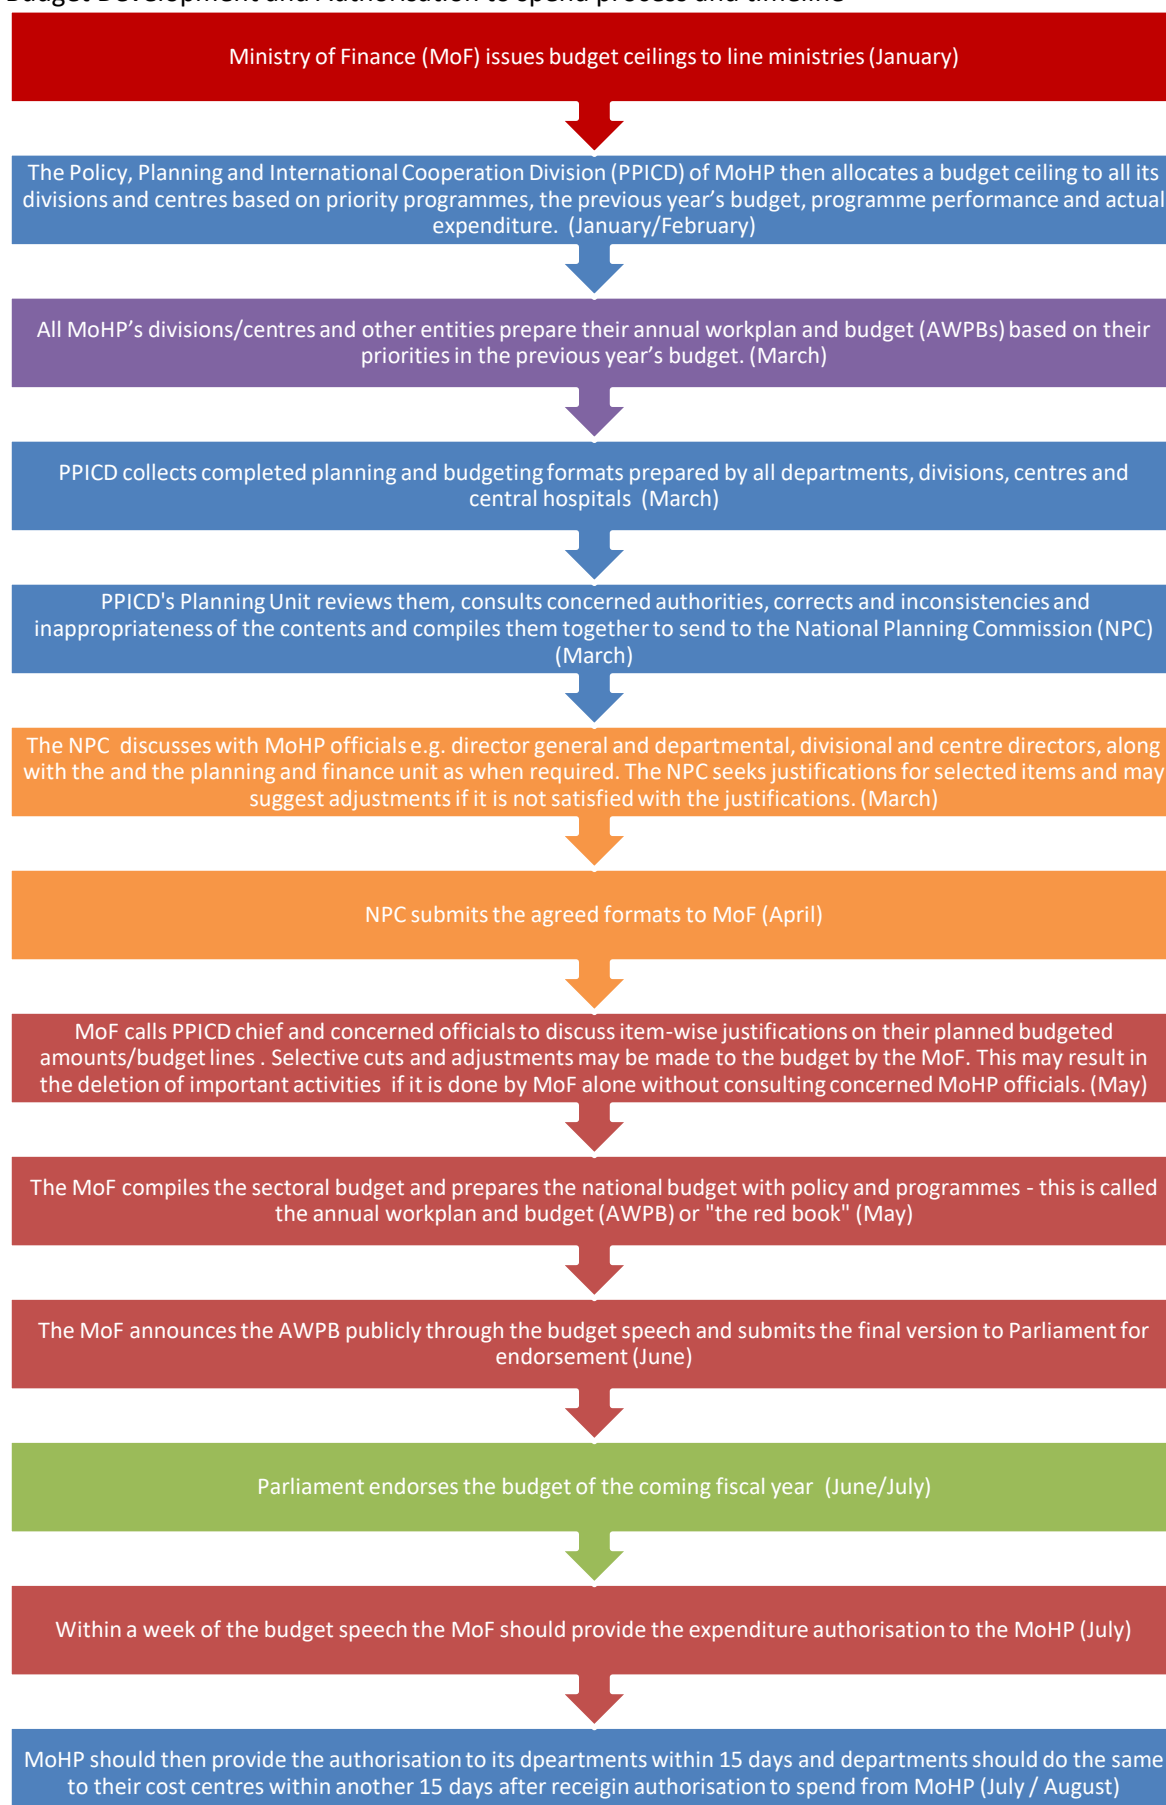 Budget Development and Authorisation to spend process and timeline
Ministry of Finance (MoF) issues budget ceilings to line ministries (January)
The Policy, Planning and International Cooperation Division (PPICD) of MoHP then allocates a budget ceiling to all its
divisions and centres based on priority programmes, the previous year's budget, programme performance and actual
expenditure. (January/February)
All MoHP's divisions/centres and other entities prepare their annual workplan and budget (AWPBs) based on their
priorities in the previous year's budget. (March)
PPICD collects completed planning and budgeting formats prepared by all departments, divisions, centres and
central hospitals (March)
PPICD's Planning Unit reviews them, consults concerned authorities, corrects and inconsistencies and
inappropriateness of the contents and compiles them together to send to the National Planning Commission (NPC)
(March)
The NPC discusses with MoHP officials e.g. director general and departmental, divisional and centre directors, along
with the and the planning and finance unit as when required. The NPC seeks justifications for selected items and may
suggest adjustments if it is not satisfied with the justifications. (March)
NPC submits the agreed formats to MoF (April)
MoF calls PPICD chief and concerned officials to discuss item-wise justifications on their planned budgeted
amounts/budget lines . Selective cuts and adjustments may be made to the budget by the MoF. This may result in
the deletion of important activities if it is done by MoF alone without consulting concerned MoHP officials. (May)
The MoF compiles the sectoral budget and prepares the national budget with policy and programmes - this is called
the annual workplan and budget (AWPB) or "the red book" (May)
The MoF announces the AWPB publicly through the budget speech and submits the final version to Parliament for
endorsement (June)
Parliament endorses the budget of the coming fiscal year (June/July)
Within a week of the budget speech the MoF should provide the expenditure authorisation to the MoHP (July)
MoHP should then provide the authorisation to its dpeartments within 15 days and departments should do the same
to their cost centres within another 15 days after receigin authorisation to spend from MoHP (July / August)